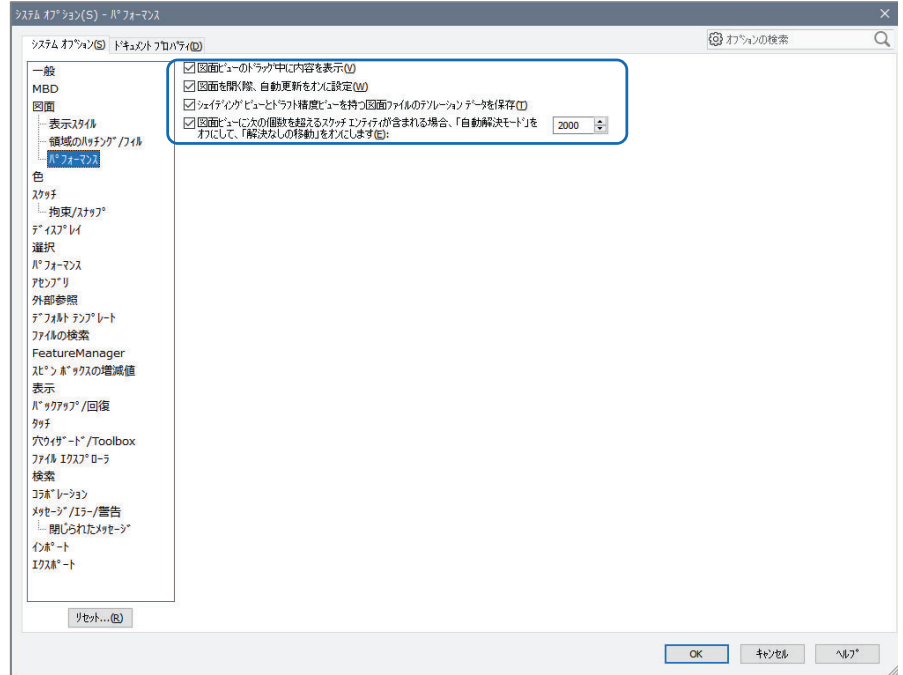 ｼｽﾃﾑ ｵﾌﾟｼｮﾝ(S) - ﾊﾟﾌｫｰﾏﾝｽ
ｼｽﾃﾑ ｵﾌﾟｼｮﾝ(S) ﾄﾞｷｭﾒﾝﾄ ﾌﾟﾛﾊﾟﾃｨ(D)
ｵﾌﾟｼｮﾝの検索
一般
MBD
図面
表示ｽﾀｲﾙ
領域のﾊｯﾁﾝｸﾞ/ﾌｨﾙ
ﾊﾟﾌｫｰﾏﾝｽ
色
ｽｹｯﾁ
拘束/ｽﾅｯﾌﾟ
ﾃﾞｨｽﾌﾟﾚｲ
選択
ﾊﾟﾌｫｰﾏﾝｽ
ｱｾﾝﾌﾞﾘ
外部参照
ﾃﾞﾌｫﾙﾄ ﾃﾝﾌﾟﾚｰﾄ
ﾌｧｲﾙの検索
FeatureManager
ｽﾋﾟﾝ ﾎﾞｯｸｽの増減値
表示
ﾊﾞｯｸｱｯﾌﾟ/回復
ﾀｯﾁ
穴ｳｨｻﾞｰﾄﾞ/Toolbox
ﾌｧｲﾙ ｴｸｽﾌﾟﾛｰﾗ
検索
ｺﾗﾎﾞﾚｰｼｮﾝ
ﾒｯｾｰｼﾞ/ｴﾗｰ/警告
閉じられたﾒｯｾｰｼﾞ
ｲﾝﾎﾟｰﾄ
ｴｸｽﾎﾟｰﾄ
ﾘｾｯﾄ...(R)
図面ﾋﾞｭｰのﾄﾞﾗｯｸﾞ中に内容を表示(V)
図面を開く際、自動更新をｵﾝに設定(W)
ｼｪｲﾃﾞｨﾝｸﾞ ﾋﾞｭｰとﾄﾞﾗﾌﾄ精度ﾋﾞｭｰを持つ図面ﾌｧｲﾙのﾃｿﾚｰｼｮﾝ ﾃﾞｰﾀを保存(T)
図面ﾋﾞｭｰに次の個数を超えるｽｹｯﾁ ｴﾝﾃｨﾃｨが含まれる場合、「自動解決ﾓｰﾄﾞ」を
ｵﾌにして、「解決なしの移動」をｵﾝにします(E): 2000
OK ｷｬﾝｾﾙ ﾍﾙﾌﾟ